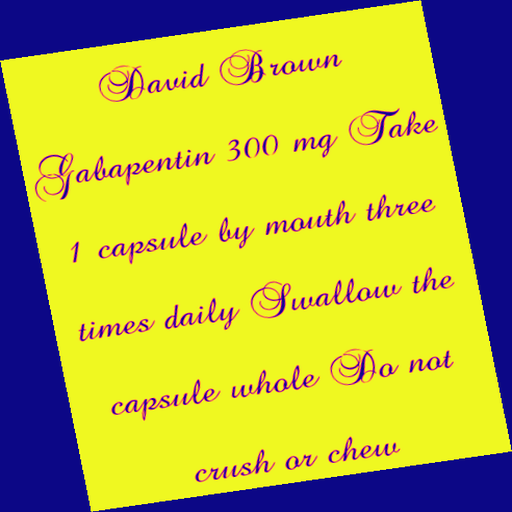 David Brown
Gabapentin 300 mg Take
1 capsule by mouth three
times daily Swallow the
capsule whole Do not
crush or chew